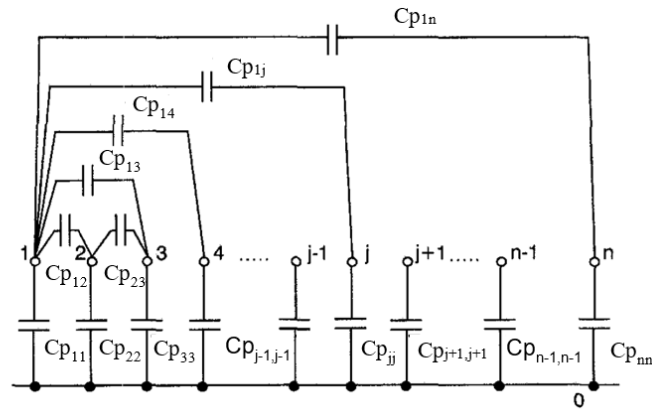 Cp1n
Cp1j
Cp14
Cp13
1 2 3 4 ..... j-1 j j+1 ..... n-1 n
Cp12 Cp23
Cp11 Cp22 Cp33 Cpj-1,j-1 Cpjj Cpj+1,j+1 Cpn-1,n-1 Cpnn
0